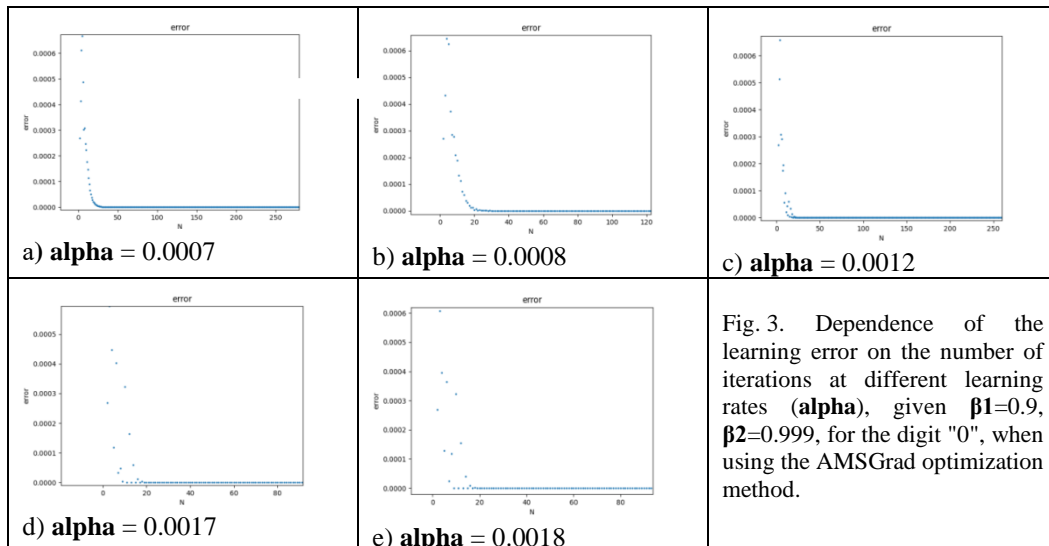 error
0.0006
0.0005
0.0004
0.0003
0.0002
0.0001
0.0000
error
0 50 100 150 200 250
N
a) alpha = 0.0007
error
0.0006
0.0005
0.0004
0.0003
0.0002
0.0001
0.0000
error
0 20 40 60 80 100 120
N
b) alpha = 0.0008
error
0.0006
0.0005
0.0004
0.0003
0.0002
0.0001
0.0000
error
0 50 100 150 200 250
N
c) alpha = 0.0012
error
0.0005
0.0004
0.0003
0.0002
0.0001
0.0000
error
0 20 40 60 80
N
d) alpha = 0.0017
error
0.0006
0.0005
0.0004
0.0003
0.0002
0.0001
0.0000
error
0 20 40 60 80
N
e) alpha = 0.0018
Fig. 3. Dependence of the
learning error on the number of
iterations at different learning
rates (alpha), given β1=0.9,
β2=0.999, for the digit "0", when
using the AMSGrad optimization
method.